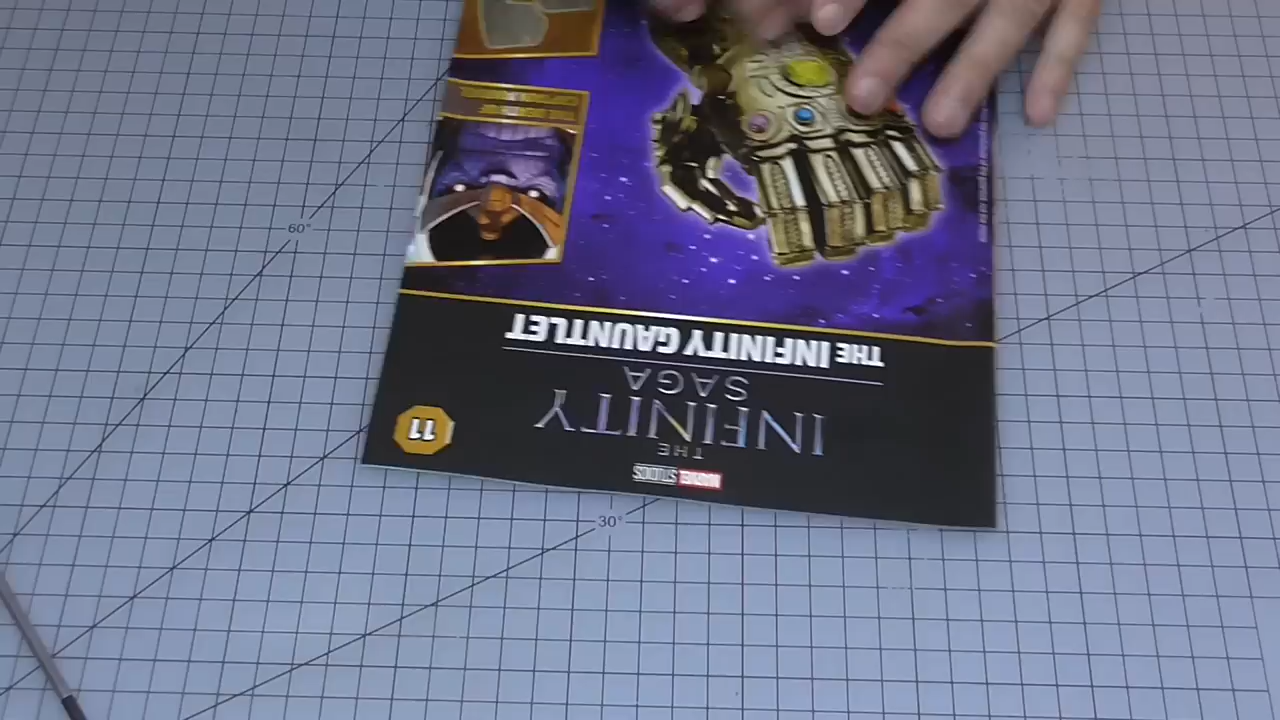 MARVEL STUDIOS
THE
INFINITY
SAGA
THE INFINITY GAUNTLET
11
60°
30°